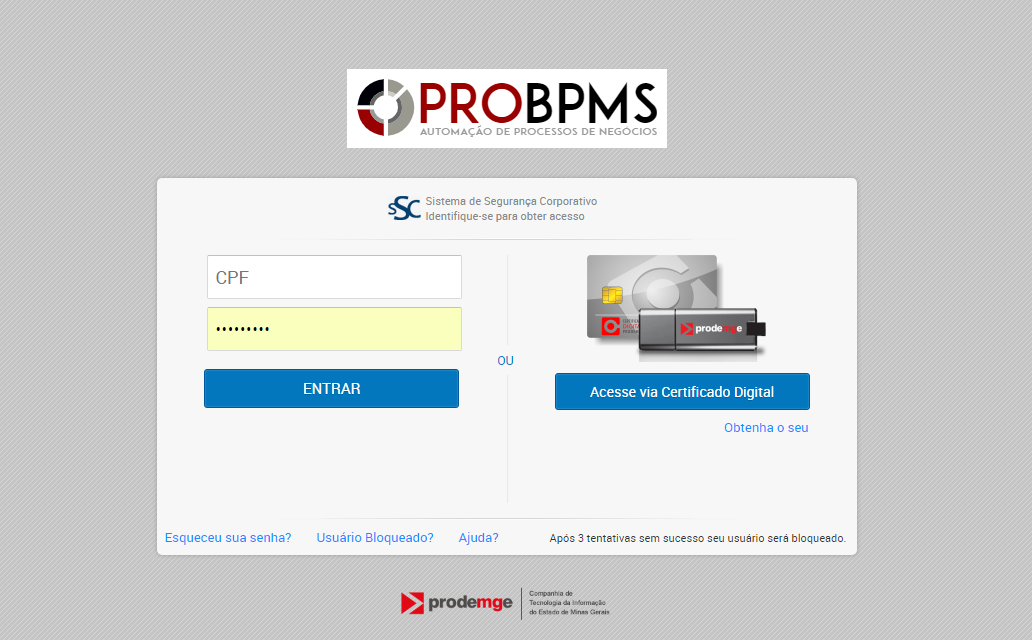 PROBPMS
AUTOMAÇÃO DE PROCESSOS DE NEGÓCIOS
sSC
Sistema de Segurança Corporativo
Identifique-se para obter acesso
CPF
•••••••••
ENTRAR
OU
DIGITAL
prodemge
Acesse via Certificado Digital
Obtenha o seu
Esqueceu sua senha?
Usuário Bloqueado?
Ajuda?
Após 3 tentativas sem sucesso seu usuário será bloqueado.
prodemge
Companhia de
Tecnologia da Informação
do Estado de Minas Gerais